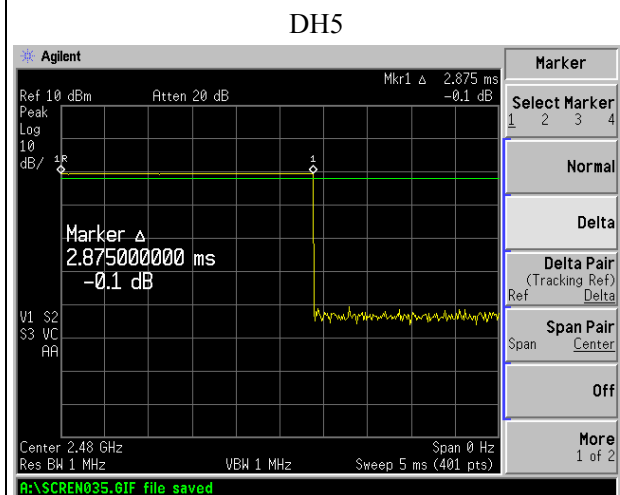 DH5
Agilent
Marker
Mkr1 Δ 2.875 ms
Ref 10 dBm Atten 20 dB -0.1 dB
Peak
Log
10
dB/
1R
1
Marker Δ
2.875000000 ms
-0.1 dB
V1 S2
S3 VC
AA
Center 2.48 GHz Span 0 Hz
Res BW 1 MHz VBW 1 MHz Sweep 5 ms (401 pts)
A:\SCREN035.GIF file saved
Select Marker
1 2 3 4
Normal
Delta
Delta Pair
(Tracking Ref)
Ref Delta
Span Pair
Span Center
Off
More
1 of 2